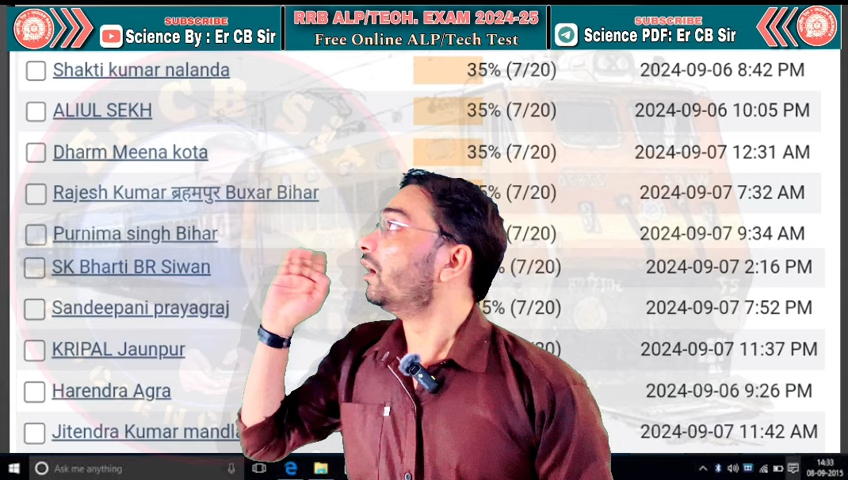 SUBSCRIBE
Science By : Er CB Sir
RRB ALP/TECH. EXAM 2024-25
Free Online ALP/Tech Test
SUBSCRIBE
Science PDF: Er CB Sir
Shakti kumar nalanda 35% (7/20) 2024-09-06 8:42 PM
ALIUL SEKH 35% (7/20) 2024-09-06 10:05 PM
Dharm Meena kota 35% (7/20) 2024-09-07 12:31 AM
Rajesh Kumar ब्रहमपुर Buxar Bihar 5% (7/20) 2024-09-07 7:32 AM
Purnima singh Bihar (7/20) 2024-09-07 9:34 AM
SK Bharti BR Siwan % (7/20) 2024-09-07 2:16 PM
Sandeepani prayagraj 5% (7/20) 2024-09-07 7:52 PM
KRIPAL Jaunpur 20) 2024-09-07 11:37 PM
Harendra Agra 2024-09-06 9:26 PM
Jitendra Kumar mandla 2024-09-07 11:42 AM
Ask me anything
14:33
08-09-2015